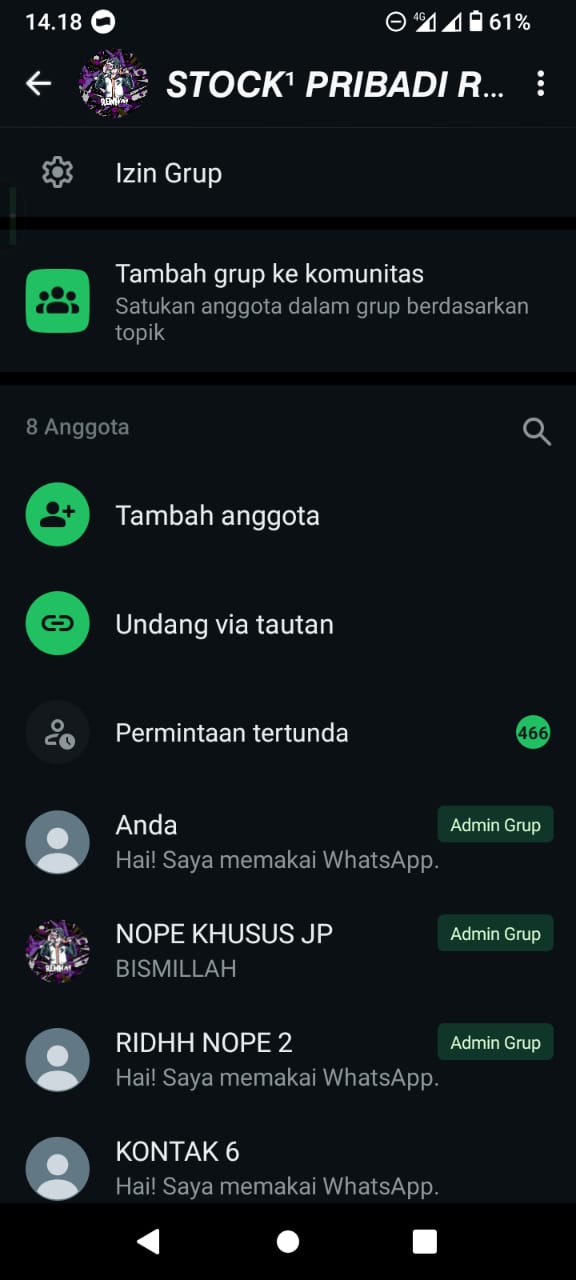 14.18
4G
61%
STOCK¹ PRIBADI R...
Izin Grup
Tambah grup ke komunitas
Satukan anggota dalam grup berdasarkan
topik
8 Anggota
Tambah anggota
Undang via tautan
Permintaan tertunda
466
Anda
Admin Grup
Hai! Saya memakai WhatsApp.
NOPE KHUSUS JP
Admin Grup
BISMILLAH
RIDHH NOPE 2
Admin Grup
Hai! Saya memakai WhatsApp.
KONTAK 6
Hai! Saya memakai WhatsApp.